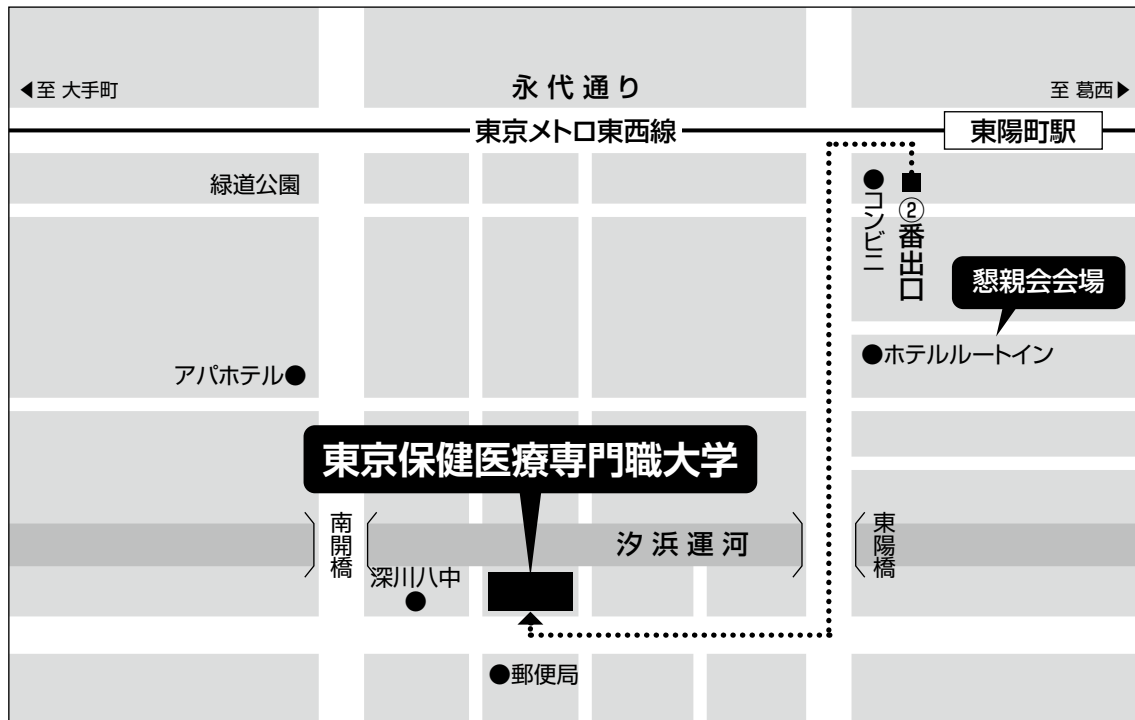 永代通り
◀至 大手町
至 葛西▶
東京メトロ東西線
東陽町駅
緑道公園
●コンビニ
②番出口
懇親会会場
●ホテルルートイン
アパホテル●
東京保健医療専門職大学
南開橋
汐浜運河
東陽橋
深川八中
●郵便局